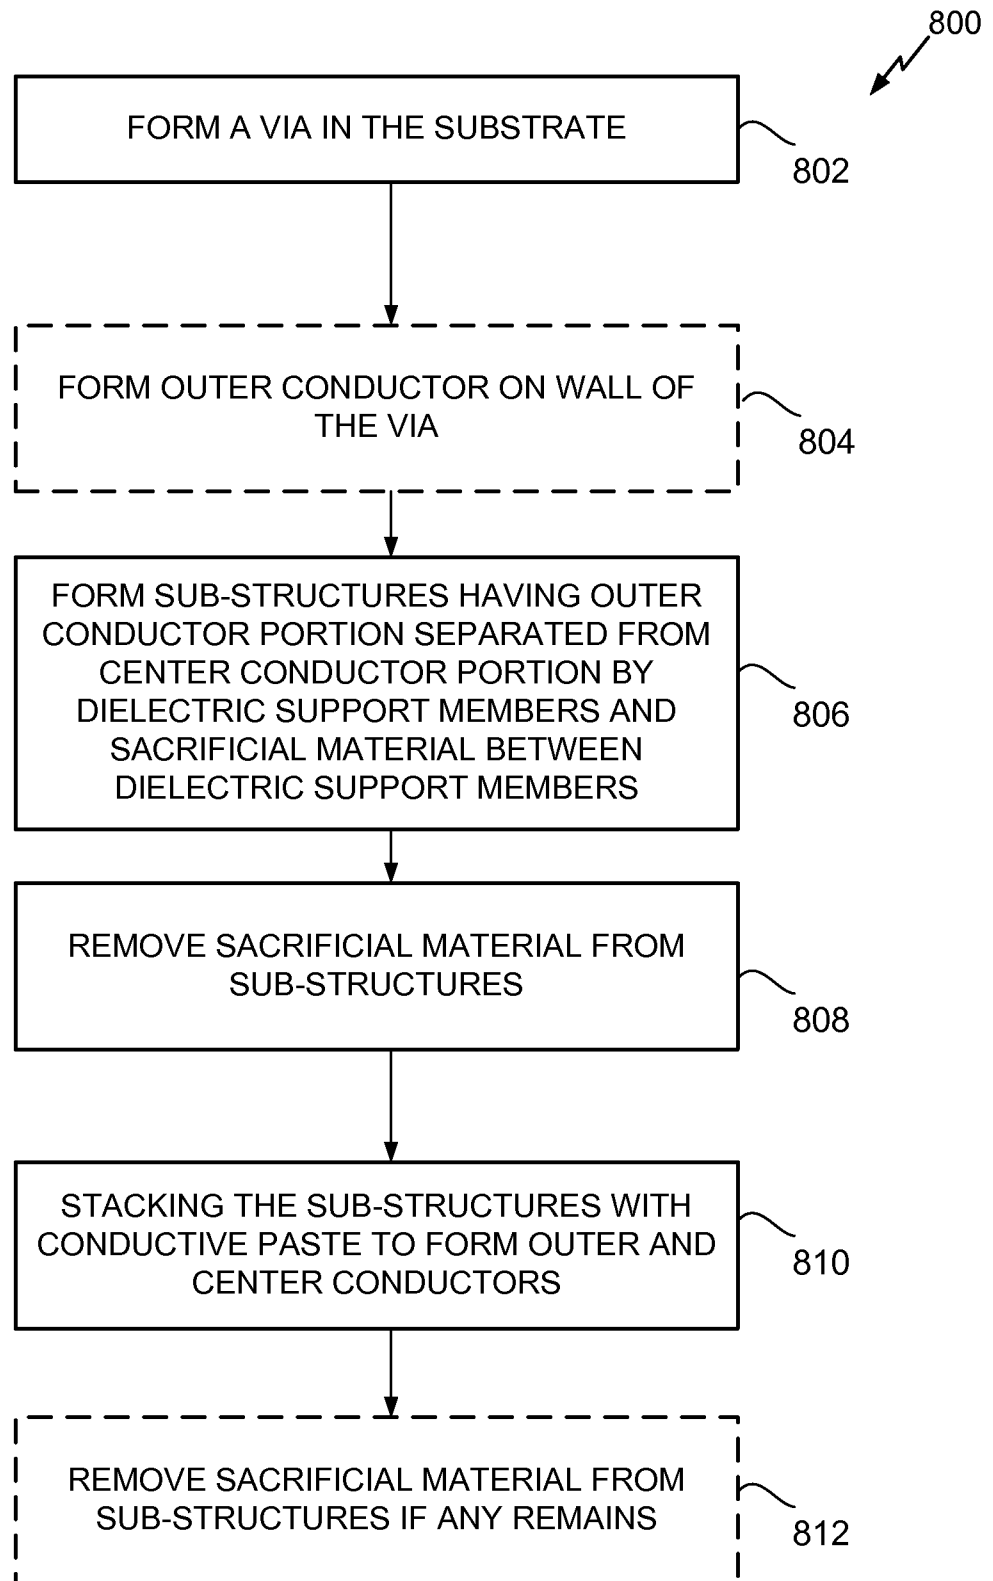 800
FORM A VIA IN THE SUBSTRATE
802
FORM OUTER CONDUCTOR ON WALL OF
THE VIA
804
FORM SUB-STRUCTURES HAVING OUTER
CONDUCTOR PORTION SEPARATED FROM
CENTER CONDUCTOR PORTION BY
DIELECTRIC SUPPORT MEMBERS AND
SACRIFICIAL MATERIAL BETWEEN
DIELECTRIC SUPPORT MEMBERS
806
REMOVE SACRIFICIAL MATERIAL FROM
SUB-STRUCTURES
808
STACKING THE SUB-STRUCTURES WITH
CONDUCTIVE PASTE TO FORM OUTER AND
CENTER CONDUCTORS
810
REMOVE SACRIFICIAL MATERIAL FROM
SUB-STRUCTURES IF ANY REMAINS
812